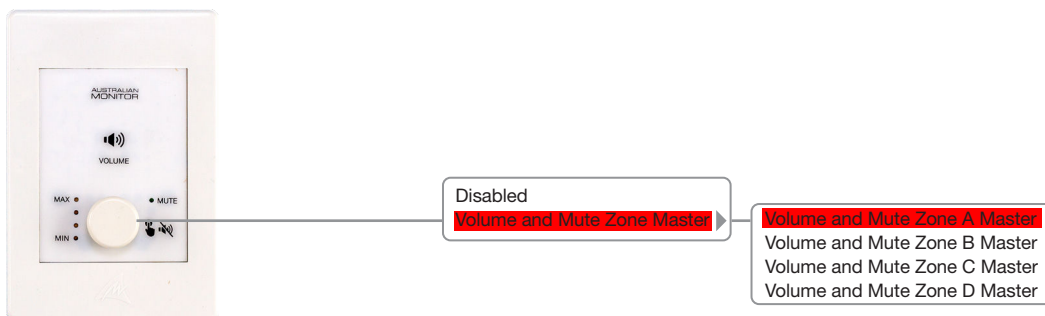 AUSTRALIAN
MONITOR
VOLUME
MAX
MUTE
MIN
Disabled
Volume and Mute Zone Master
Volume and Mute Zone A Master
Volume and Mute Zone B Master
Volume and Mute Zone C Master
Volume and Mute Zone D Master